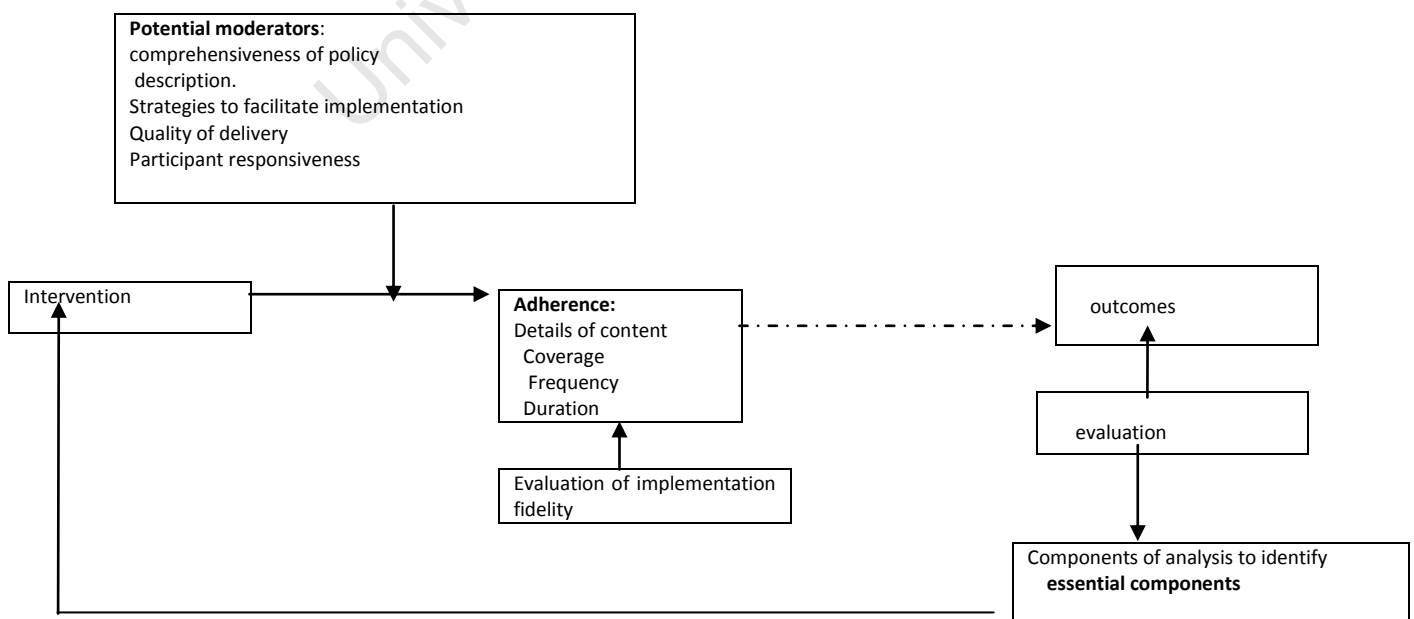 Univ
Potential moderators:
comprehensiveness of policy
description.
Strategies to facilitate implementation
Quality of delivery
Participant responsiveness
Intervention
Adherence:
Details of content
Coverage
Frequency
Duration
outcomes
evaluation
Evaluation of implementation
fidelity
Components of analysis to identify
essential components